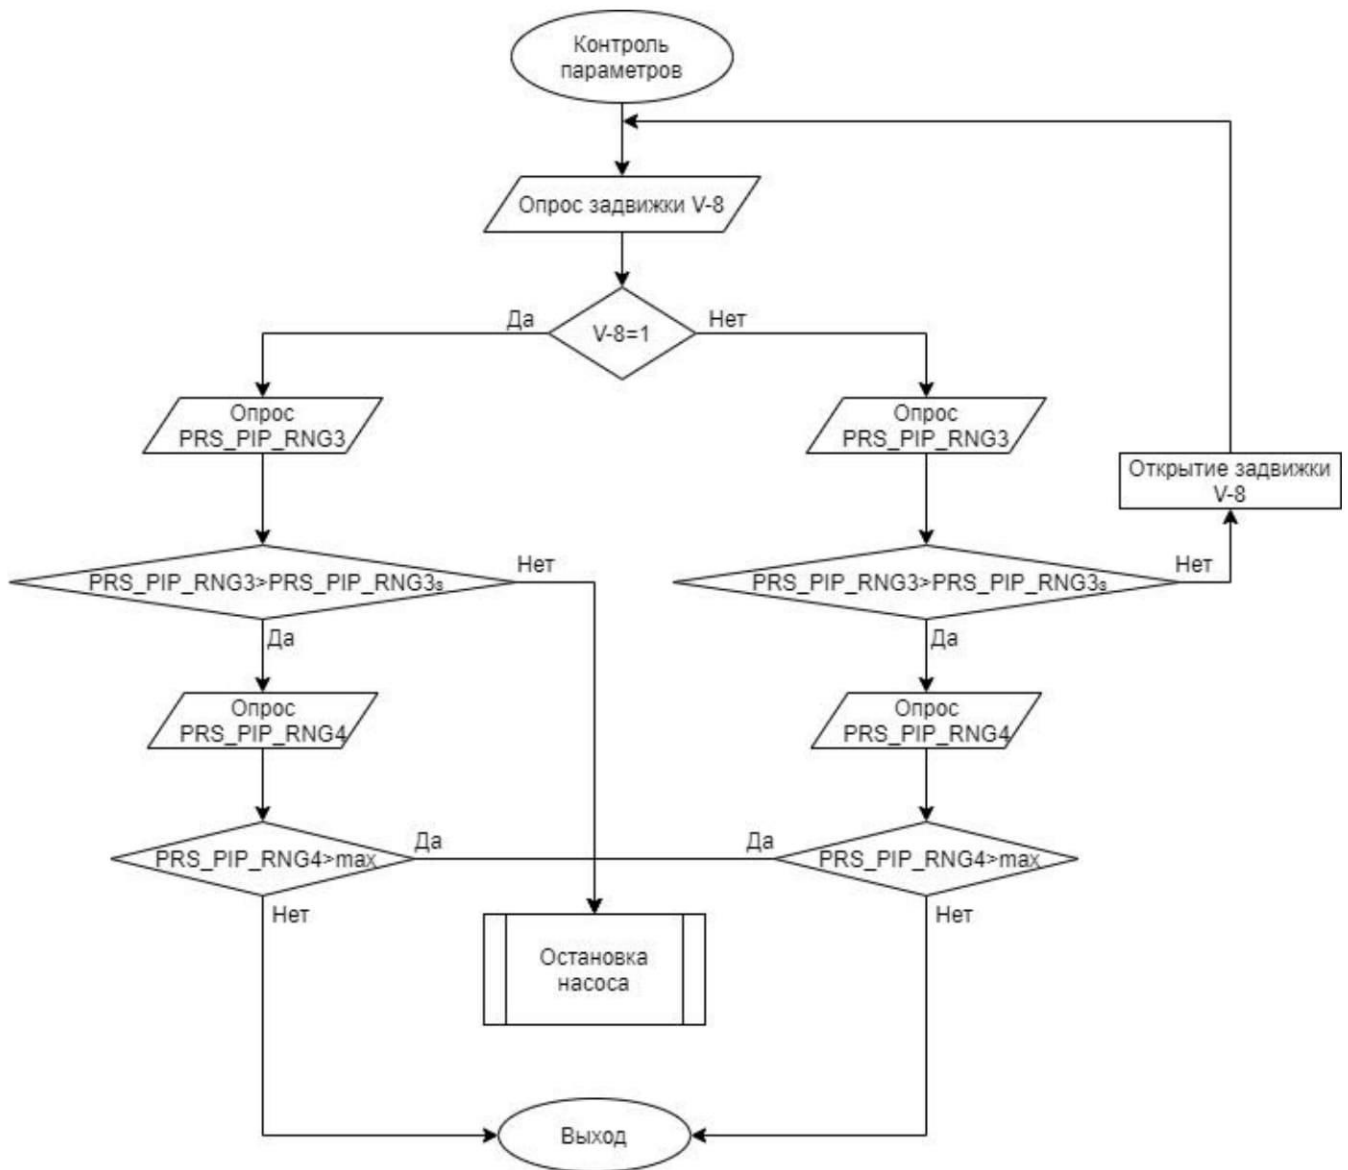 Контроль
параметров
Опрос задвижки V-8
Да
V-8=1
Нет
Опрос
PRS_PIP_RNG3
Опрос
PRS_PIP_RNG3
Открытие задвижки
V-8
PRS_PIP_RNG3>PRS_PIP_RNG3s
Нет
PRS_PIP_RNG3>PRS_PIP_RNG3s
Нет
Да
Да
Опрос
PRS_PIP_RNG4
Опрос
PRS_PIP_RNG4
PRS_PIP_RNG4>max
Да
Да
PRS_PIP_RNG4>max
Нет
Нет
Остановка
насоса
Выход